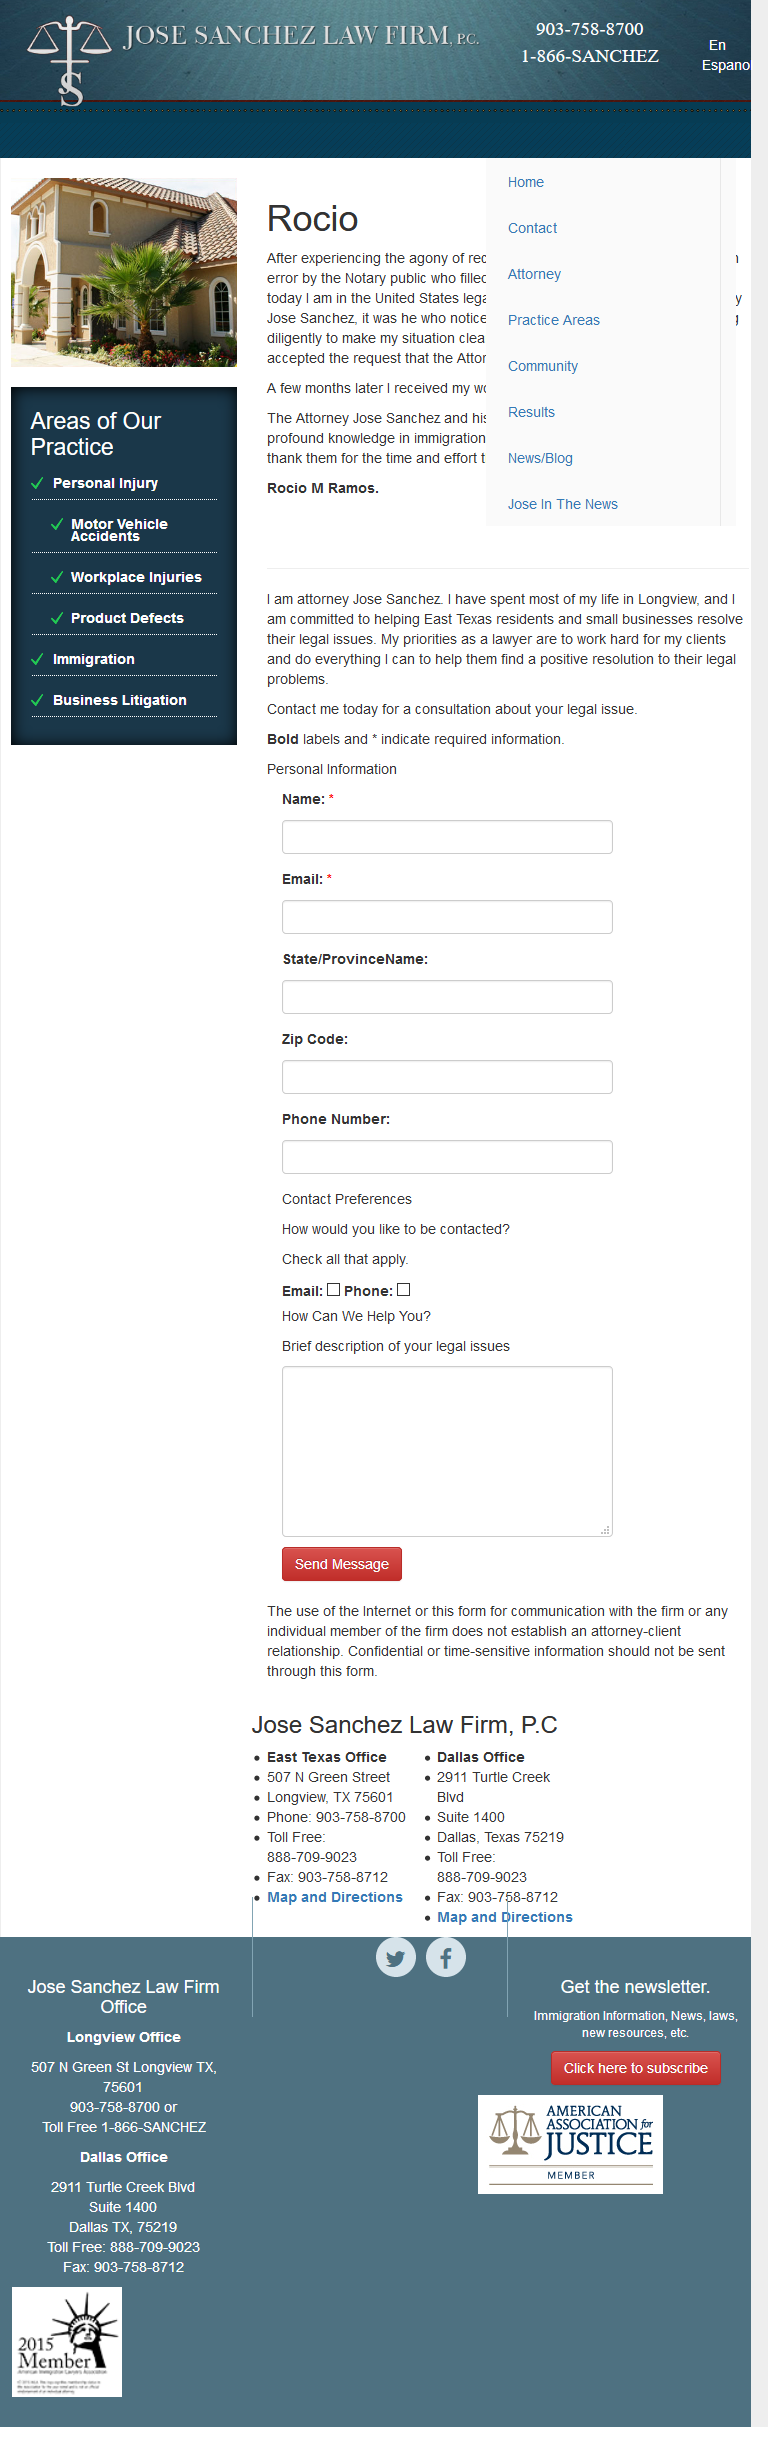 JOSE SANCHEZ LAW FIRM, P.C.
903-758-8700
1-866-SANCHEZ
En
Espano
Home
Contact
Attorney
Practice Areas
Community
Results
News/Blog
Jose In The News
Rocio
After experiencing the agony of
error by the Notary public who filled
today I am in the United States
Jose Sanchez, it was he who notice
diligently to make my situation
accepted the request that the
A few months later I received my
The Attorney Jose Sanchez and
profound knowledge in immigration
thank them for the time and effort
Rocio M Ramos.
Areas of Our
Practice
Personal Injury
Motor Vehicle
Accidents
Workplace Injuries
Product Defects
Immigration
Business Litigation
I am attorney Jose Sanchez. I have spent most of my life in Longview, and I
am committed to helping East Texas residents and small businesses resolve
their legal issues. My priorities as a lawyer are to work hard for my clients
and do everything I can to help them find a positive resolution to their legal
problems.
Contact me today for a consultation about your legal issue.
Bold labels and * indicate required information.
Personal Information
Name: *
Email: *
State/ProvinceName:
Zip Code:
Phone Number:
Contact Preferences
How would you like to be contacted?
Check all that apply.
Email: Phone:
How Can We Help You?
Brief description of your legal issues
Send Message
The use of the Internet or this form for communication with the firm or any
individual member of the firm does not establish an attorney-client
relationship. Confidential or time-sensitive information should not be sent
through this form.
Jose Sanchez Law Firm, P.C
East Texas Office
507 N Green Street
Longview, TX 75601
Phone: 903-758-8700
Toll Free:
888-709-9023
Fax: 903-758-8712
Map and Directions
Dallas Office
2911 Turtle Creek
Blvd
Suite 1400
Dallas, Texas 75219
Toll Free:
888-709-9023
Fax: 903-758-8712
Map and Directions
Jose Sanchez Law Firm
Office
Longview Office
507 N Green St Longview TX,
75601
903-758-8700 or
Toll Free 1-866-SANCHEZ
Dallas Office
2911 Turtle Creek Blvd
Suite 1400
Dallas TX, 75219
Toll Free: 888-709-9023
Fax: 903-758-8712
2015
Member
American Immigration Lawyers Association
Get the newsletter.
Immigration Information, News, laws,
new resources, etc.
Click here to subscribe
AMERICAN
ASSOCIATION for
JUSTICE
MEMBER